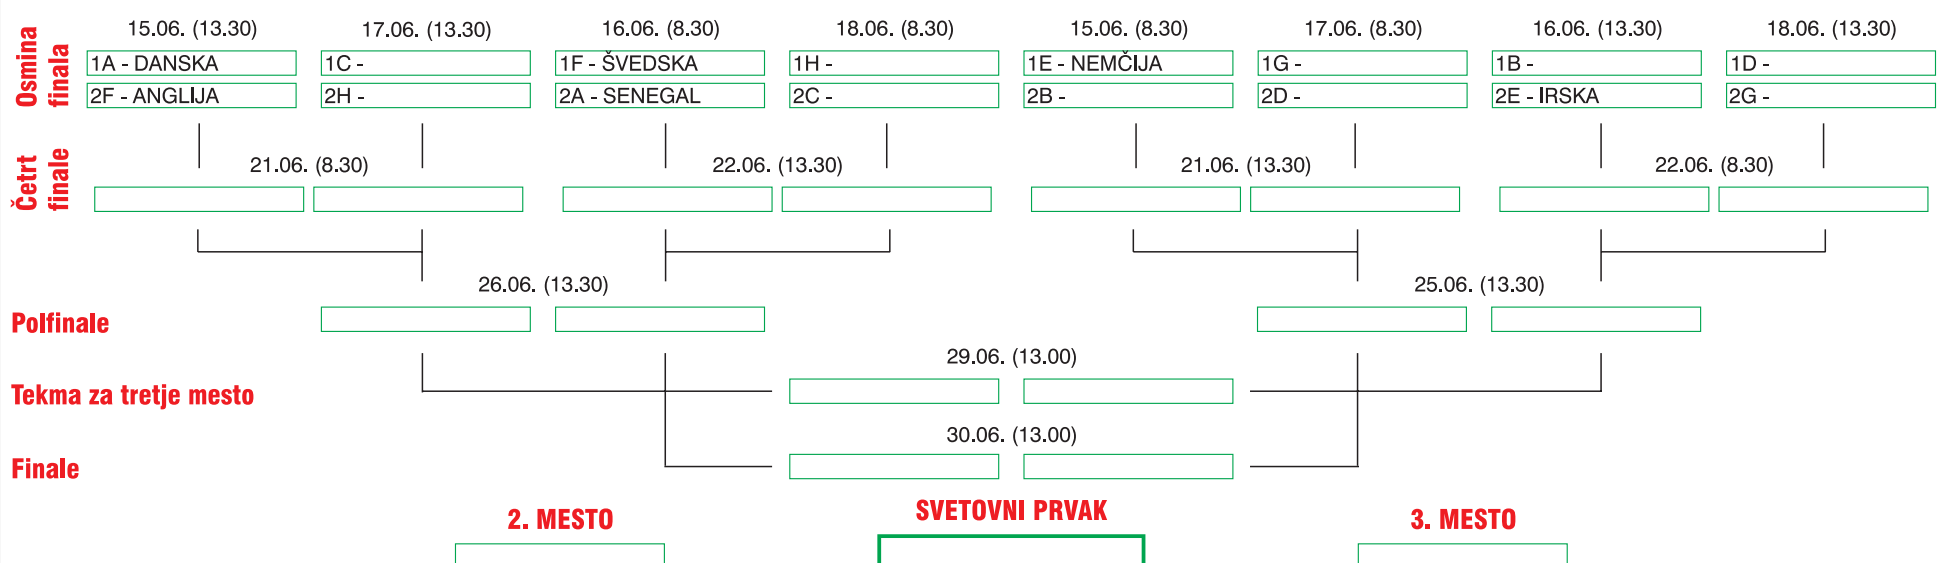 Osmina
finala
15.06. (13.30)
17.06. (13.30)
16.06. (8.30)
18.06. (8.30)
15.06. (8.30)
17.06. (8.30)
16.06. (13.30)
18.06. (13.30)
1A - DANSKA
1C -
1F - ŠVEDSKA
1H -
1E - NEMČIJA
1G -
1B -
1D -
2F - ANGLIJA
2H -
2A - SENEGAL
2C -
2B -
2D -
2E - IRSKA
2G -
Četrt
finale
21.06. (8.30)
22.06. (13.30)
21.06. (13.30)
22.06. (8.30)
26.06. (13.30)
25.06. (13.30)
Polfinale
29.06. (13.00)
Tekma za tretje mesto
30.06. (13.00)
Finale
2. MESTO
SVETOVNI PRVAK
3. MESTO